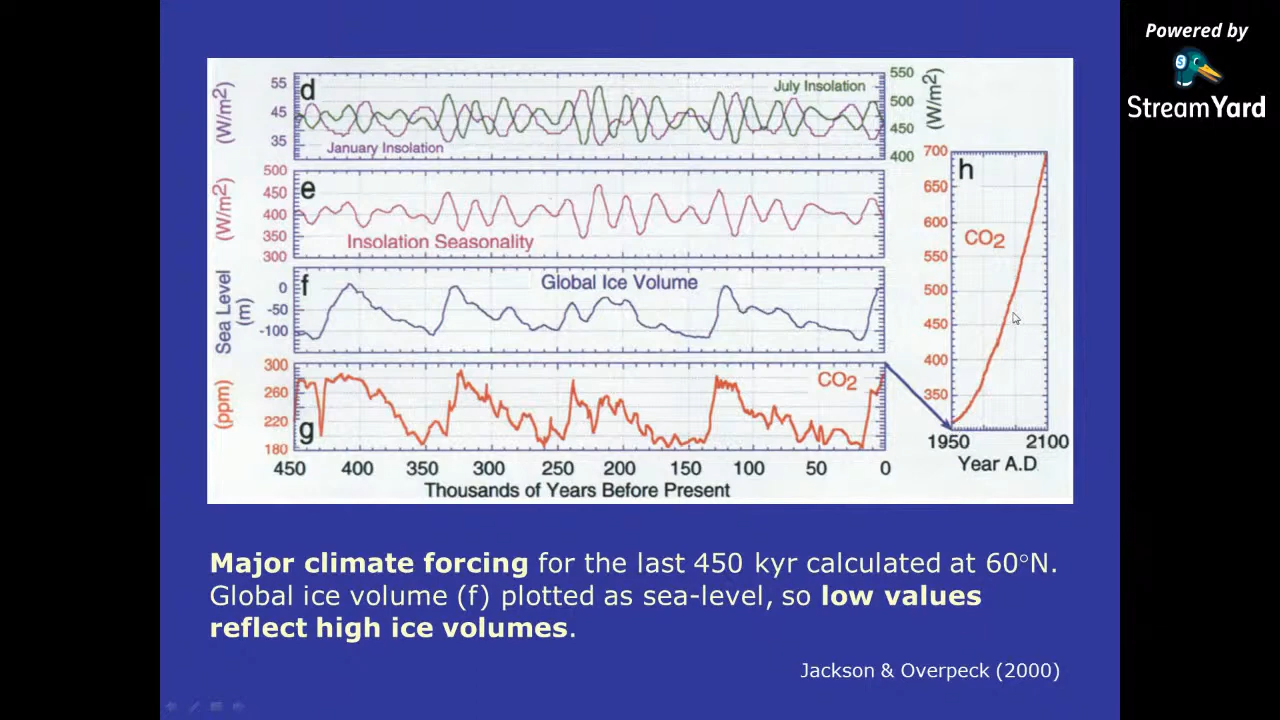 Powered by
StreamYard
d
(W/m2)
55
45
35
July Insolation
January Insolation
550
500
450
400
(W/m2)
e
(W/m2)
500
450
400
350
300
Insolation Seasonality
f
Sea Level
(m)
0
-50
-100
Global Ice Volume
g
(ppm)
300
260
220
180
CO2
450 400 350 300 250 200 150 100 50 0
Thousands of Years Before Present
h
700
650
600
550
500
450
400
350
CO2
1950 2100
Year A.D
Major climate forcing for the last 450 kyr calculated at 60°N.
Global ice volume (f) plotted as sea-level, so low values
reflect high ice volumes.
Jackson & Overpeck (2000)